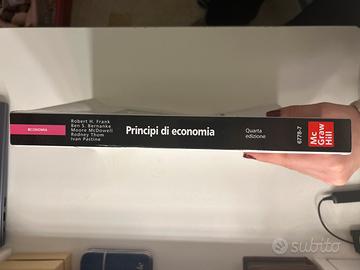 ECONOMIA
Robert H. Frank
Ben S. Bernanke
Moore McDowell
Rodney Thom
Ivan Pastine
Principi di economia
Quarta
edizione
6778-7
Mc
Graw
Hill
subito